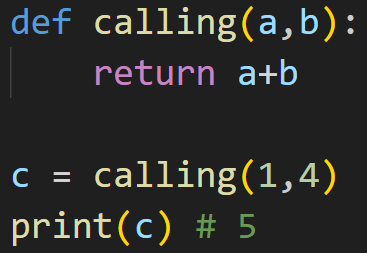 def calling(a,b):
    return a+b

c = calling(1,4)
print(c) # 5